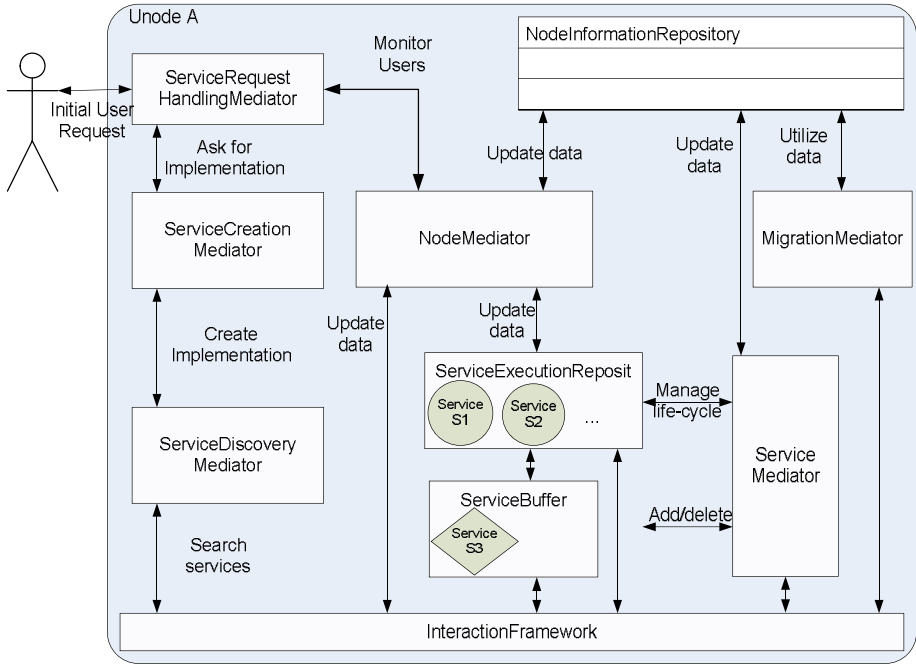 Unode A
NodeInformationRepository
Monitor
Users
ServiceRequest
HandlingMediator
Initial User
Request
Ask for
Implementation
Update data
Update
data
Utilize
data
ServiceCreation
Mediator
NodeMediator
MigrationMediator
Create
Implementation
Update
data
Update
data
ServiceExecutionReposit
Service
S1
Service
S2
...
Manage
life-cycle
ServiceDiscovery
Mediator
Service
Mediator
ServiceBuffer
Service
S3
Add/delete
Search
services
InteractionFramework